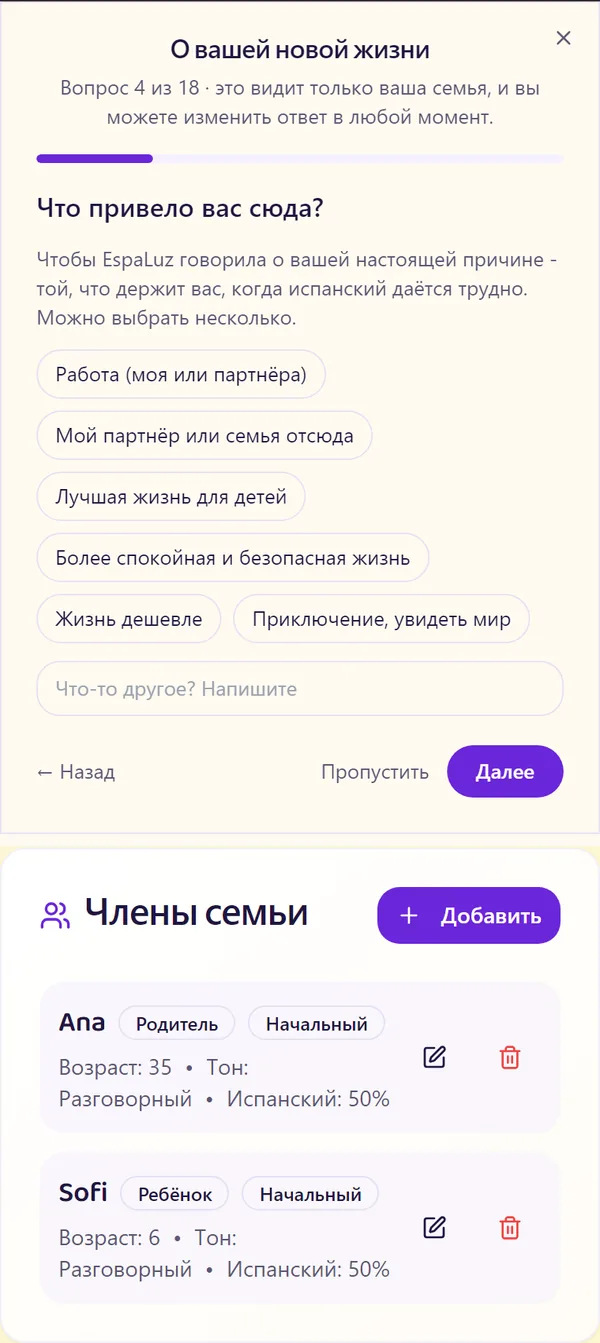 О вашей новой жизни
Вопрос 4 из 18 · это видит только ваша семья, и вы
можете изменить ответ в любой момент.
Что привело вас сюда?
Чтобы EspaLuz говорила о вашей настоящей причине -
той, что держит вас, когда испанский даётся трудно.
Можно выбрать несколько.
Работа (моя или партнёра)
Мой партнёр или семья отсюда
Лучшая жизнь для детей
Более спокойная и безопасная жизнь
Жизнь дешевле
Приключение, увидеть мир
Что-то другое? Напишите
← Назад
Пропустить
Далее
Члены семьи
+ Добавить
Ana Родитель Начальный
Возраст: 35 • Тон:
Разговорный • Испанский: 50%
Sofi Ребёнок Начальный
Возраст: 6 • Тон:
Разговорный • Испанский: 50%